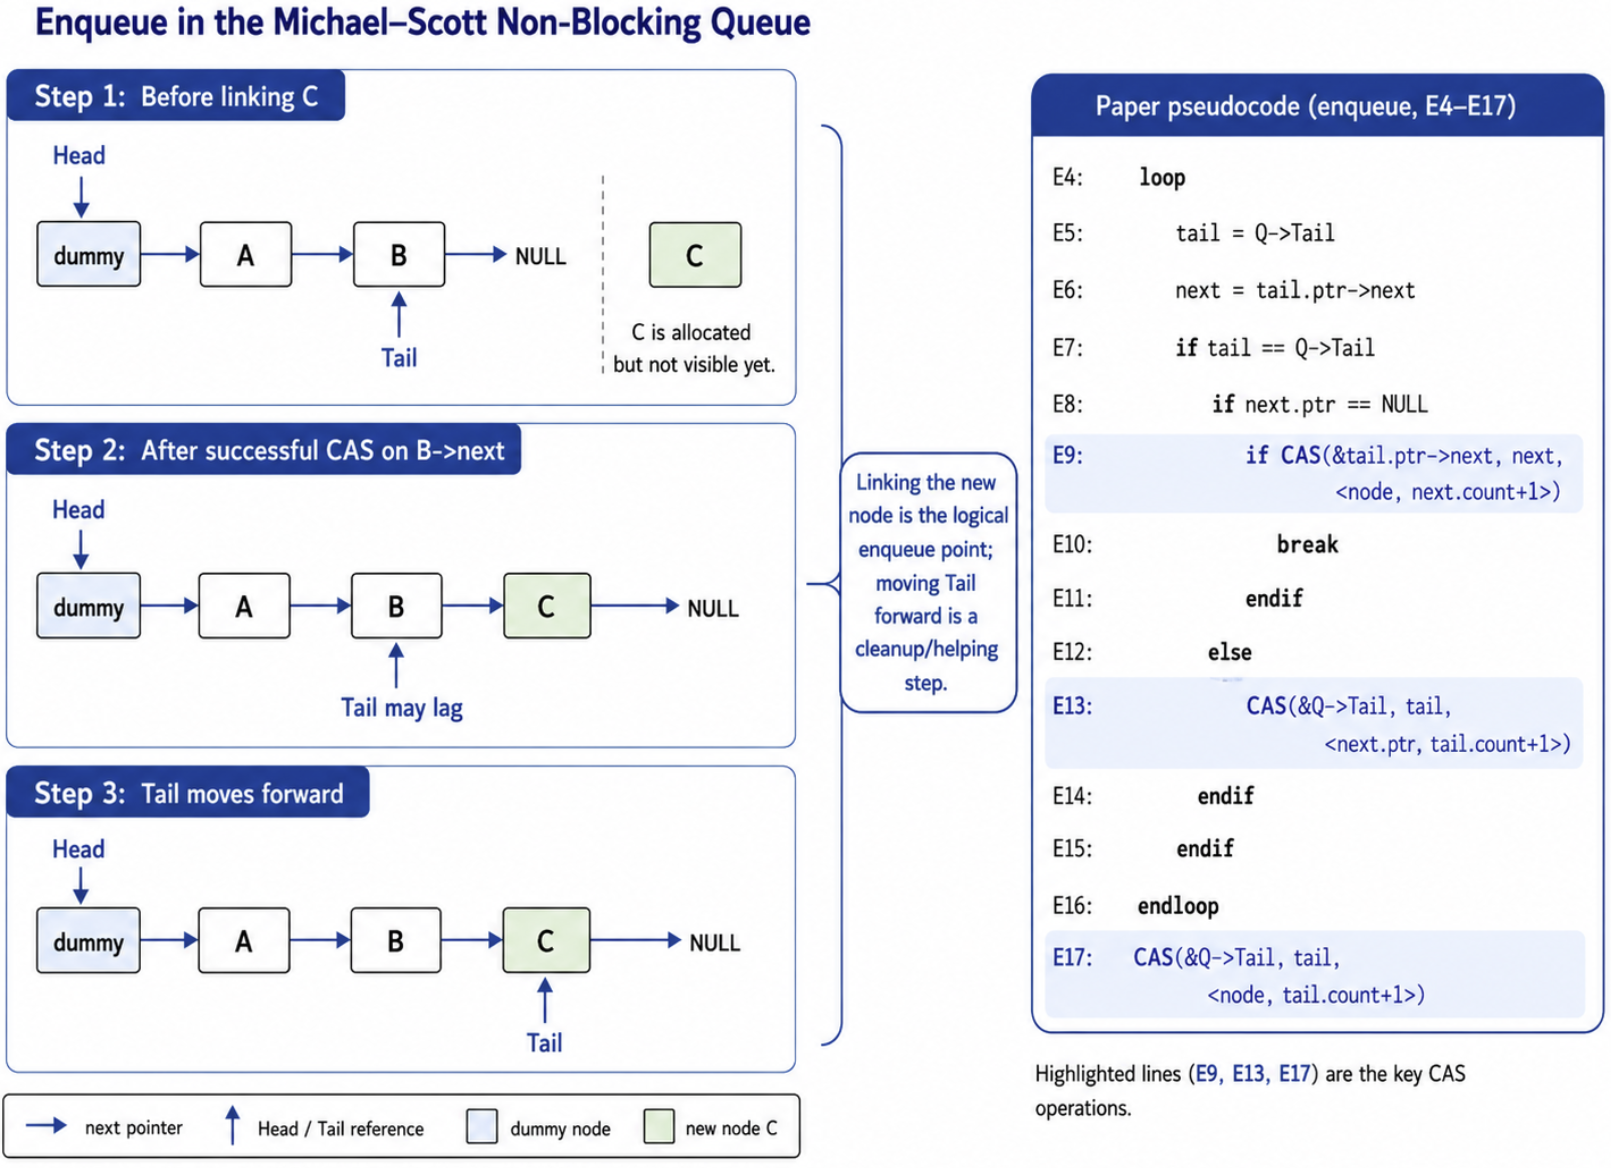 Enqueue in the Michael–Scott Non-Blocking Queue
Step 1: Before linking C
Head
dummy
A
B
NULL
C
Tail
C is allocated
but not visible yet.
Step 2: After successful CAS on B->next
Head
dummy
A
B
C
NULL
Tail may lag
Step 3: Tail moves forward
Head
dummy
A
B
C
NULL
Tail
next pointer
Head / Tail reference
dummy node
new node C
Linking the new
node is the logical
enqueue point;
moving Tail
forward is a
cleanup/helping
step.
Paper pseudocode (enqueue, E4–E17)
E4: loop
E5: tail = Q->Tail
E6: next = tail.ptr->next
E7: if tail == Q->Tail
E8: if next.ptr == NULL
E9: if CAS(&tail.ptr->next, next,
<node, next.count+1>)
E10: break
E11: endif
E12: else
E13: CAS(&Q->Tail, tail,
<next.ptr, tail.count+1>)
E14: endif
E15: endif
E16: endloop
E17: CAS(&Q->Tail, tail,
<node, tail.count+1>)
Highlighted lines (E9, E13, E17) are the key CAS
operations.